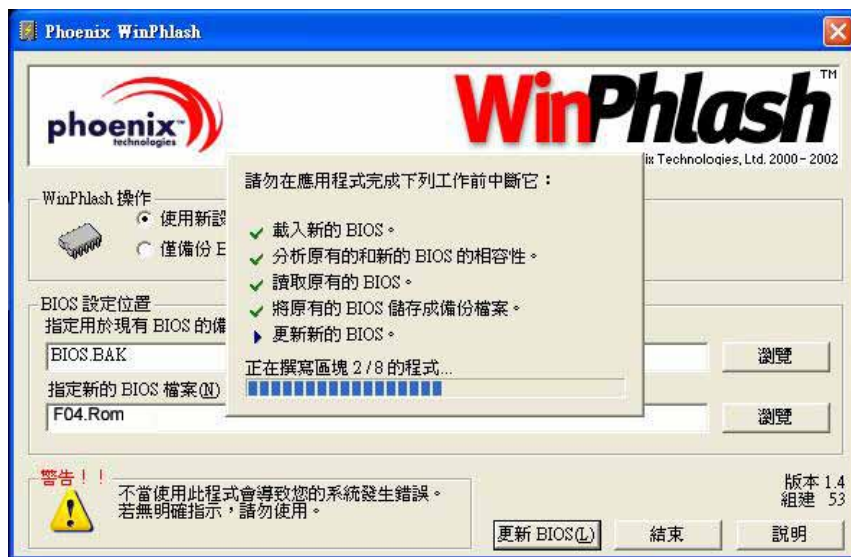 Phoenix WinPhlash
phoenix™
technologies
WinPhlash™
ix Technologies, Ltd. 2000 - 2002
WinPhlash 操作
使用新設
僅備份 E
請勿在應用程式完成下列工作前中斷它：
載入新的 BIOS。
分析原有的和新的 BIOS 的相容性。
讀取原有的 BIOS。
將原有的 BIOS 儲存成備份檔案。
更新新的 BIOS。
正在撰寫區塊 2 / 8 的程式...
BIOS 設定位置
指定用於現有 BIOS 的備
BIOS.BAK
瀏覽
指定新的 BIOS 檔案(N)
F04.Rom
瀏覽
警告！！
不當使用此程式會導致您的系統發生錯誤。
若無明確指示，請勿使用。
版本 1.4
組建 53
更新 BIOS(L)
結束
說明